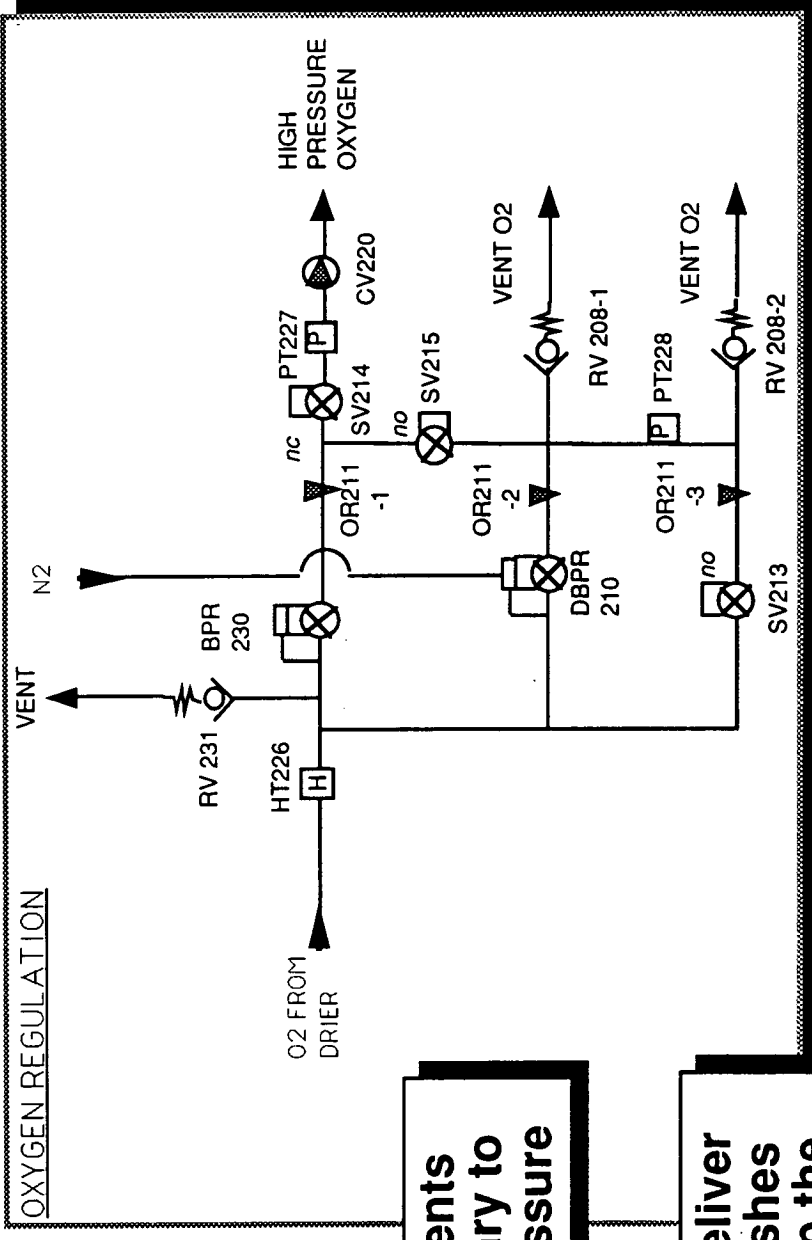 OXYGEN REGULATION
VENT
N2
RV 231
BPR
230
HIGH
PRESSURE
OXYGEN
HT226
H
nc
PT227
P
CV220
SV214
OR211
-1
O2 FROM
DRIER
no
SV215
VENT O2
OR211
-2
DBPR
210
RV 208-1
P
PT228
VENT O2
OR211
-3
no
SV213
RV 208-2
ents
ry to
ssure
eliver
shes
the